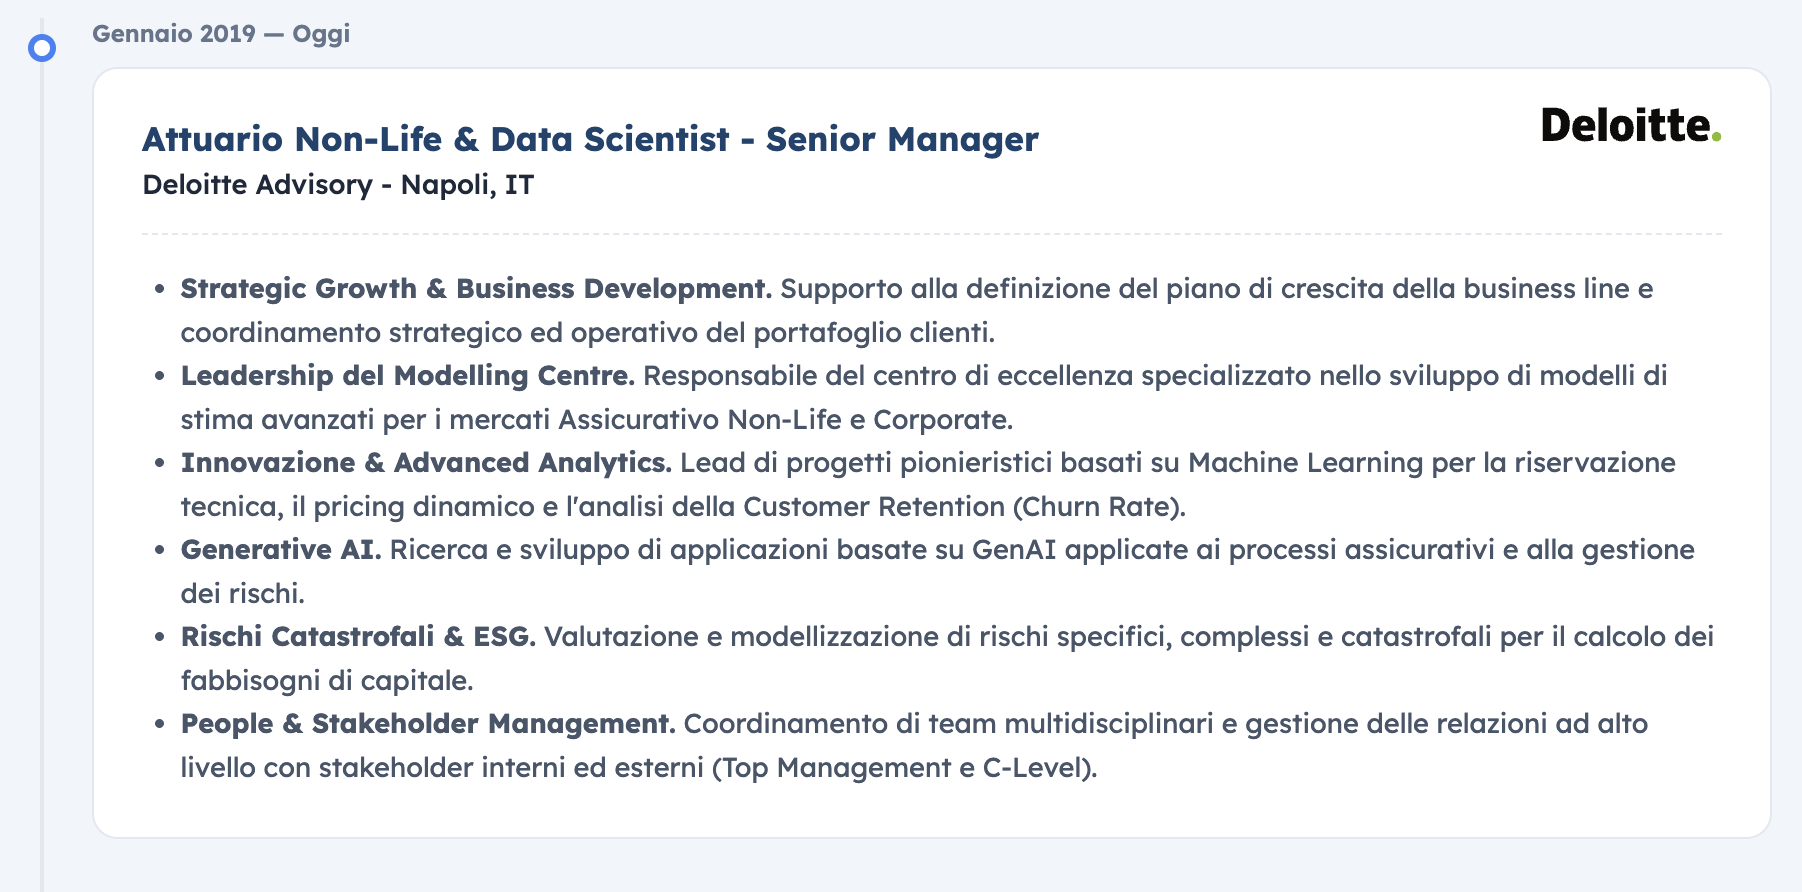 Gennaio 2019 — Oggi
Attuario Non-Life & Data Scientist - Senior Manager
Deloitte.
Deloitte Advisory - Napoli, IT
• Strategic Growth & Business Development. Supporto alla definizione del piano di crescita della business line e
coordinamento strategico ed operativo del portafoglio clienti.
• Leadership del Modelling Centre. Responsabile del centro di eccellenza specializzato nello sviluppo di modelli di
stima avanzati per i mercati Assicurativo Non-Life e Corporate.
• Innovazione & Advanced Analytics. Lead di progetti pionieristici basati su Machine Learning per la riservazione
tecnica, il pricing dinamico e l'analisi della Customer Retention (Churn Rate).
• Generative AI. Ricerca e sviluppo di applicazioni basate su GenAI applicate ai processi assicurativi e alla gestione
dei rischi.
• Rischi Catastrofali & ESG. Valutazione e modellizzazione di rischi specifici, complessi e catastrofali per il calcolo dei
fabbisogni di capitale.
• People & Stakeholder Management. Coordinamento di team multidisciplinari e gestione delle relazioni ad alto
livello con stakeholder interni ed esterni (Top Management e C-Level).